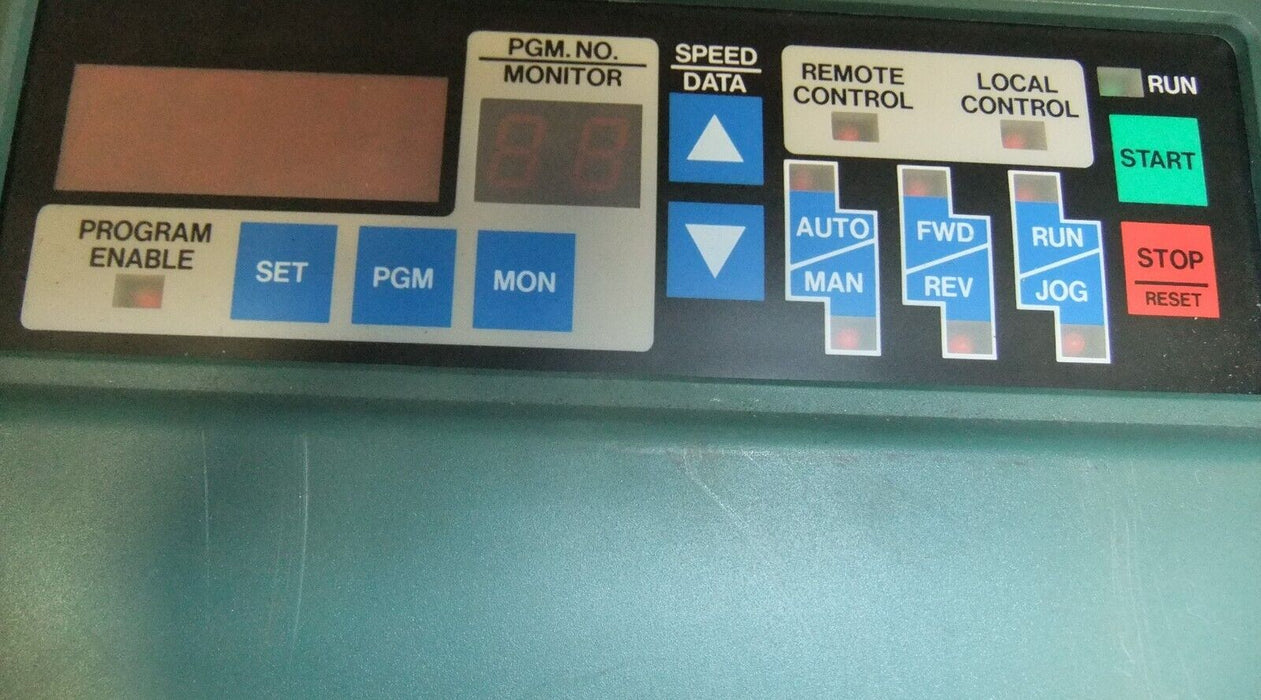 PGM. NO.
MONITOR
88
PROGRAM
ENABLE
SET
PGM
MON
SPEED
DATA
REMOTE
CONTROL
LOCAL
CONTROL
AUTO
MAN
FWD
REV
RUN
JOG
RUN
START
STOP
RESET